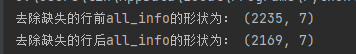 去除缺失的行前all_info的形状为： (2235, 7)
去除缺失的行后all_info的形状为： (2169, 7)